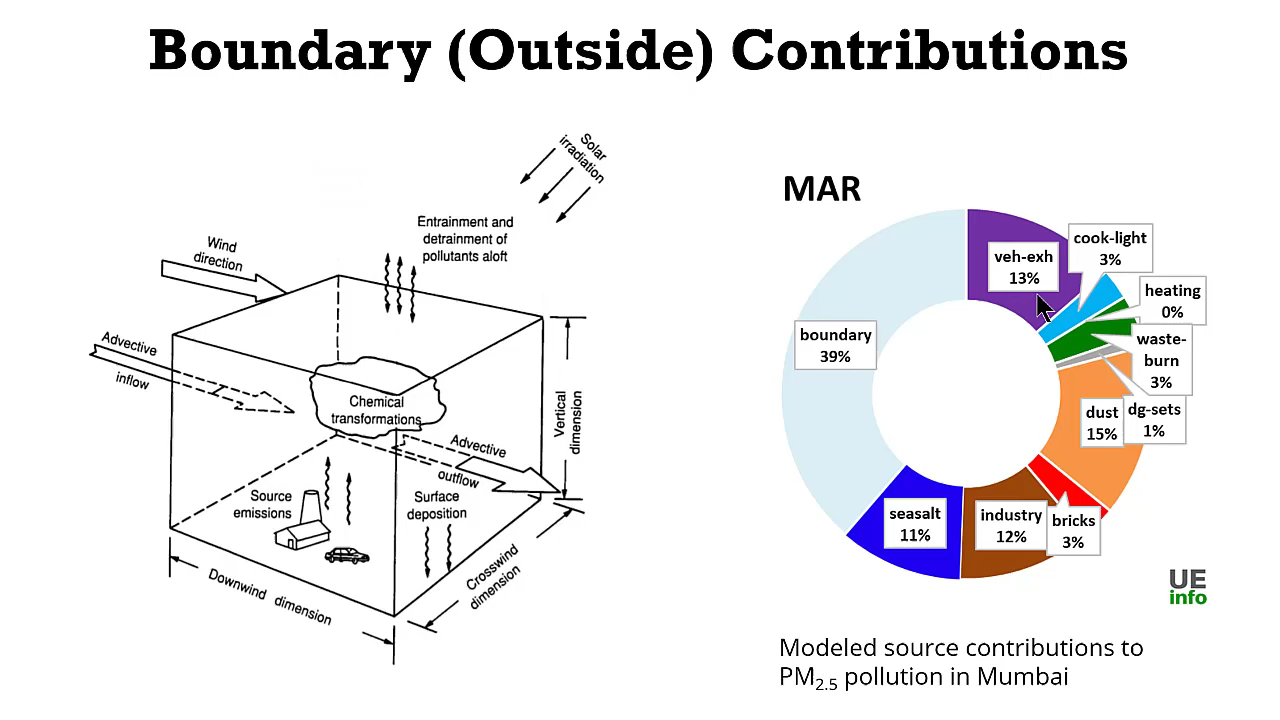 Boundary (Outside) Contributions
Solar
irradiation
Entrainment and
detrainment of
pollutants aloft
Wind
direction
Advective
inflow
Chemical
transformations
Vertical
dimension
Advective
outflow
Source
emissions
Surface
deposition
Downwind dimension
Crosswind
dimension
MAR
veh-exh
13%
cook-light
3%
heating
0%
waste-
burn
3%
dg-sets
1%
dust
15%
bricks
3%
industry
12%
seasalt
11%
boundary
39%
UE
info
Modeled source contributions to
PM2.5 pollution in Mumbai